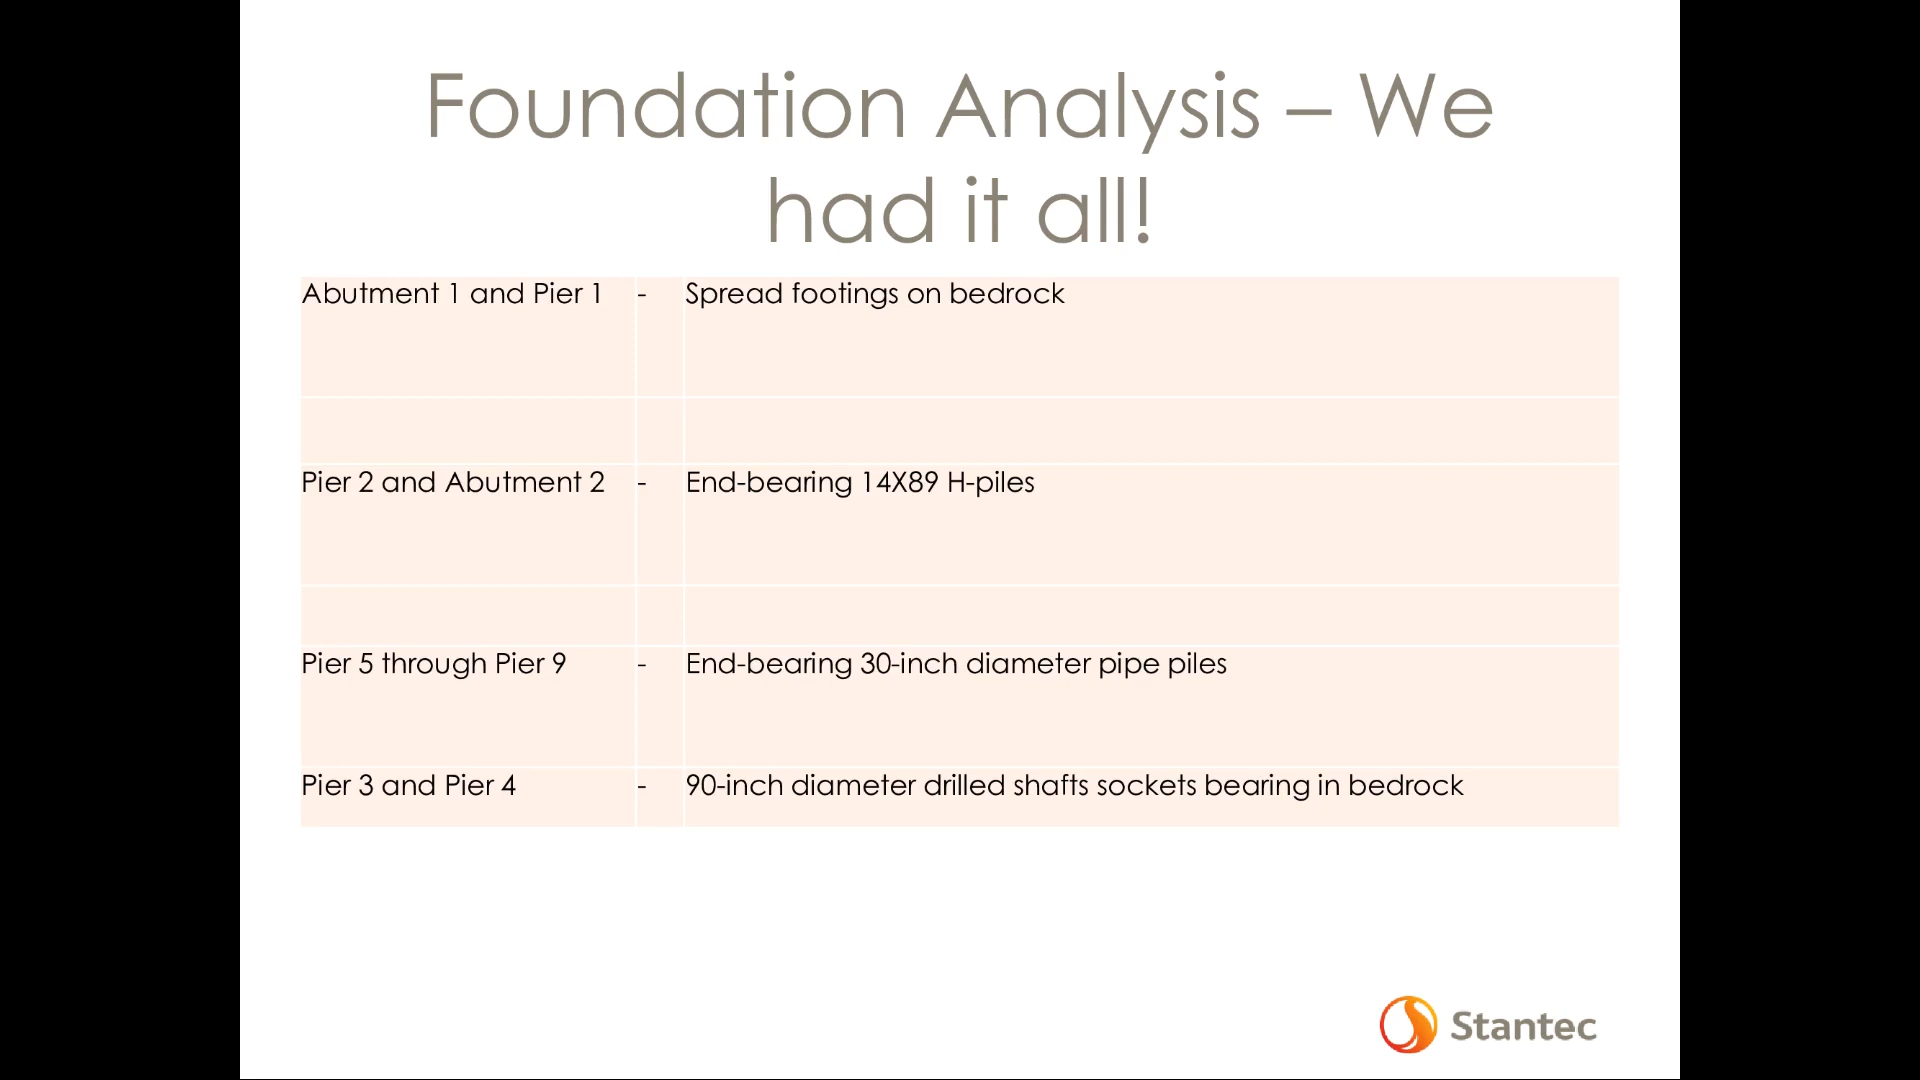 Foundation Analysis – We
had it all!
Abutment 1 and Pier 1 - Spread footings on bedrock
Pier 2 and Abutment 2 - End-bearing 14X89 H-piles
Pier 5 through Pier 9 - End-bearing 30-inch diameter pipe piles
Pier 3 and Pier 4 - 90-inch diameter drilled shafts sockets bearing in bedrock
Stantec